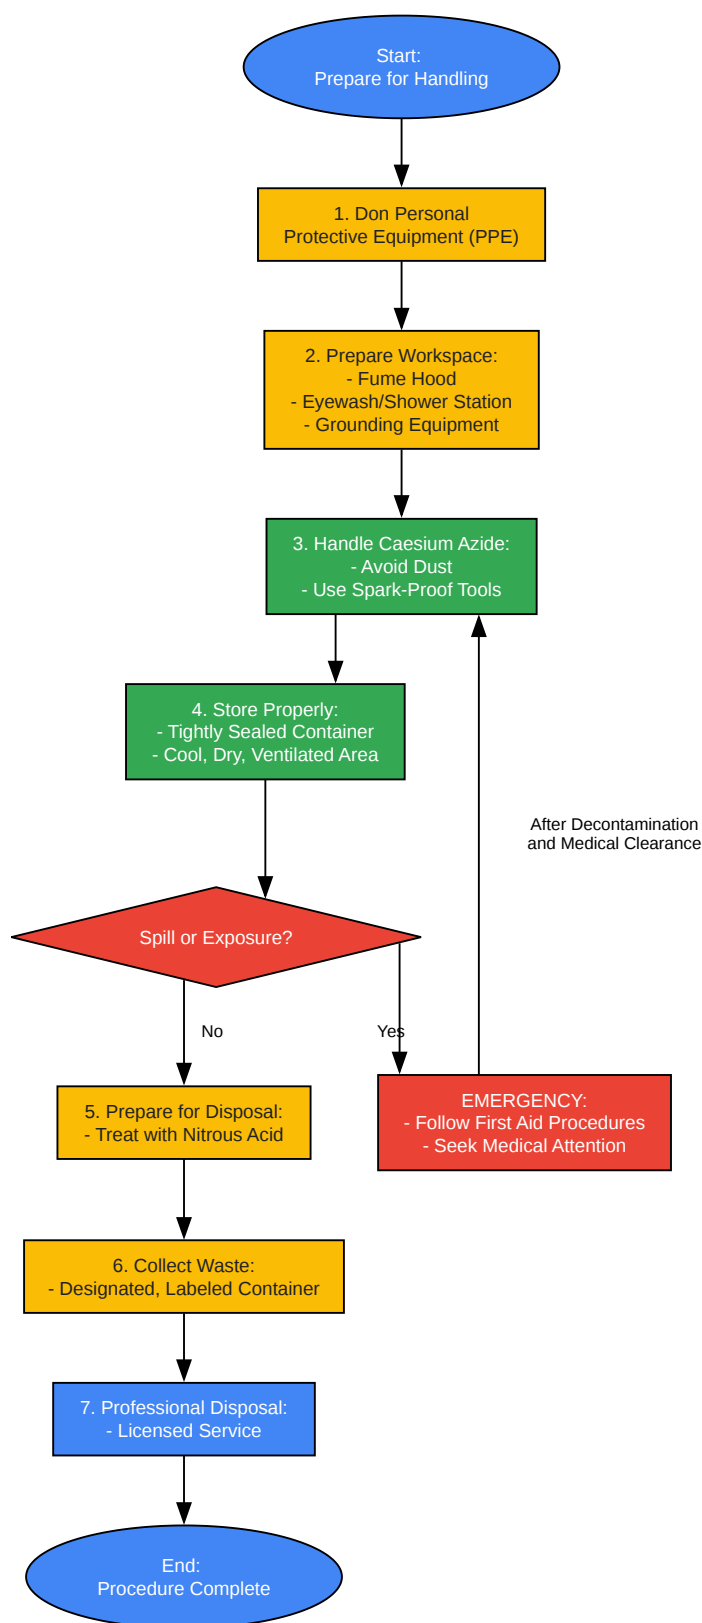 Start:
Prepare for Handling
1. Don Personal
Protective Equipment (PPE)
2. Prepare Workspace:
- Fume Hood
- Eyewash/Shower Station
- Grounding Equipment
3. Handle Caesium Azide:
- Avoid Dust
- Use Spark-Proof Tools
4. Store Properly:
- Tightly Sealed Container
- Cool, Dry, Ventilated Area
After Decontamination
and Medical Clearance
Spill or Exposure?
No
Yes
5. Prepare for Disposal:
- Treat with Nitrous Acid
EMERGENCY:
- Follow First Aid Procedures
- Seek Medical Attention
6. Collect Waste:
- Designated, Labeled Container
7. Professional Disposal:
- Licensed Service
End:
Procedure Complete